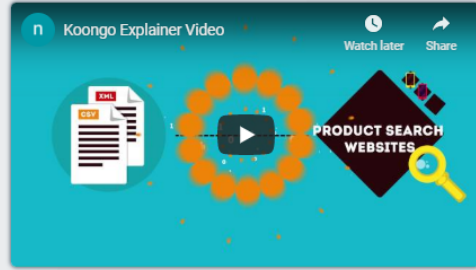 n Koongo Explainer Video
Watch later Share
XML
CSV
PRODUCT SEARCH
WEBSITES